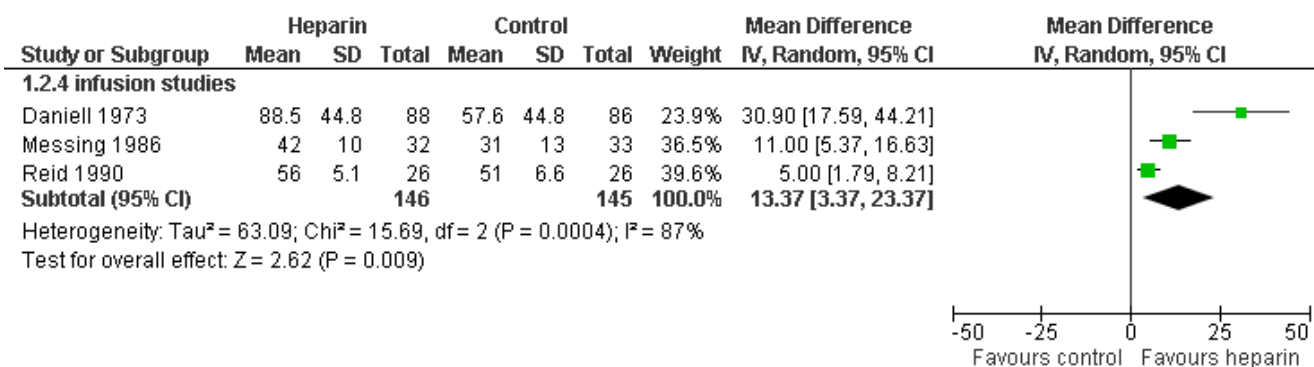 Heparin Control Mean Difference Mean Difference
Study or Subgroup Mean SD Total Mean SD Total Weight IV, Random, 95% CI IV, Random, 95% CI
1.2.4 infusion studies
Daniell 1973 88.5 44.8 88 57.6 44.8 86 23.9% 30.90 [17.59, 44.21]
Messing 1986 42 10 32 31 13 33 36.5% 11.00 [5.37, 16.63]
Reid 1990 56 5.1 26 51 6.6 26 39.6% 5.00 [1.79, 8.21]
Subtotal (95% CI) 146 145 100.0% 13.37 [3.37, 23.37]
Heterogeneity: Tau² = 63.09; Chi² = 15.69, df = 2 (P = 0.0004); I² = 87%
Test for overall effect: Z = 2.62 (P = 0.009)
-50 -25 0 25 50
Favours control Favours heparin